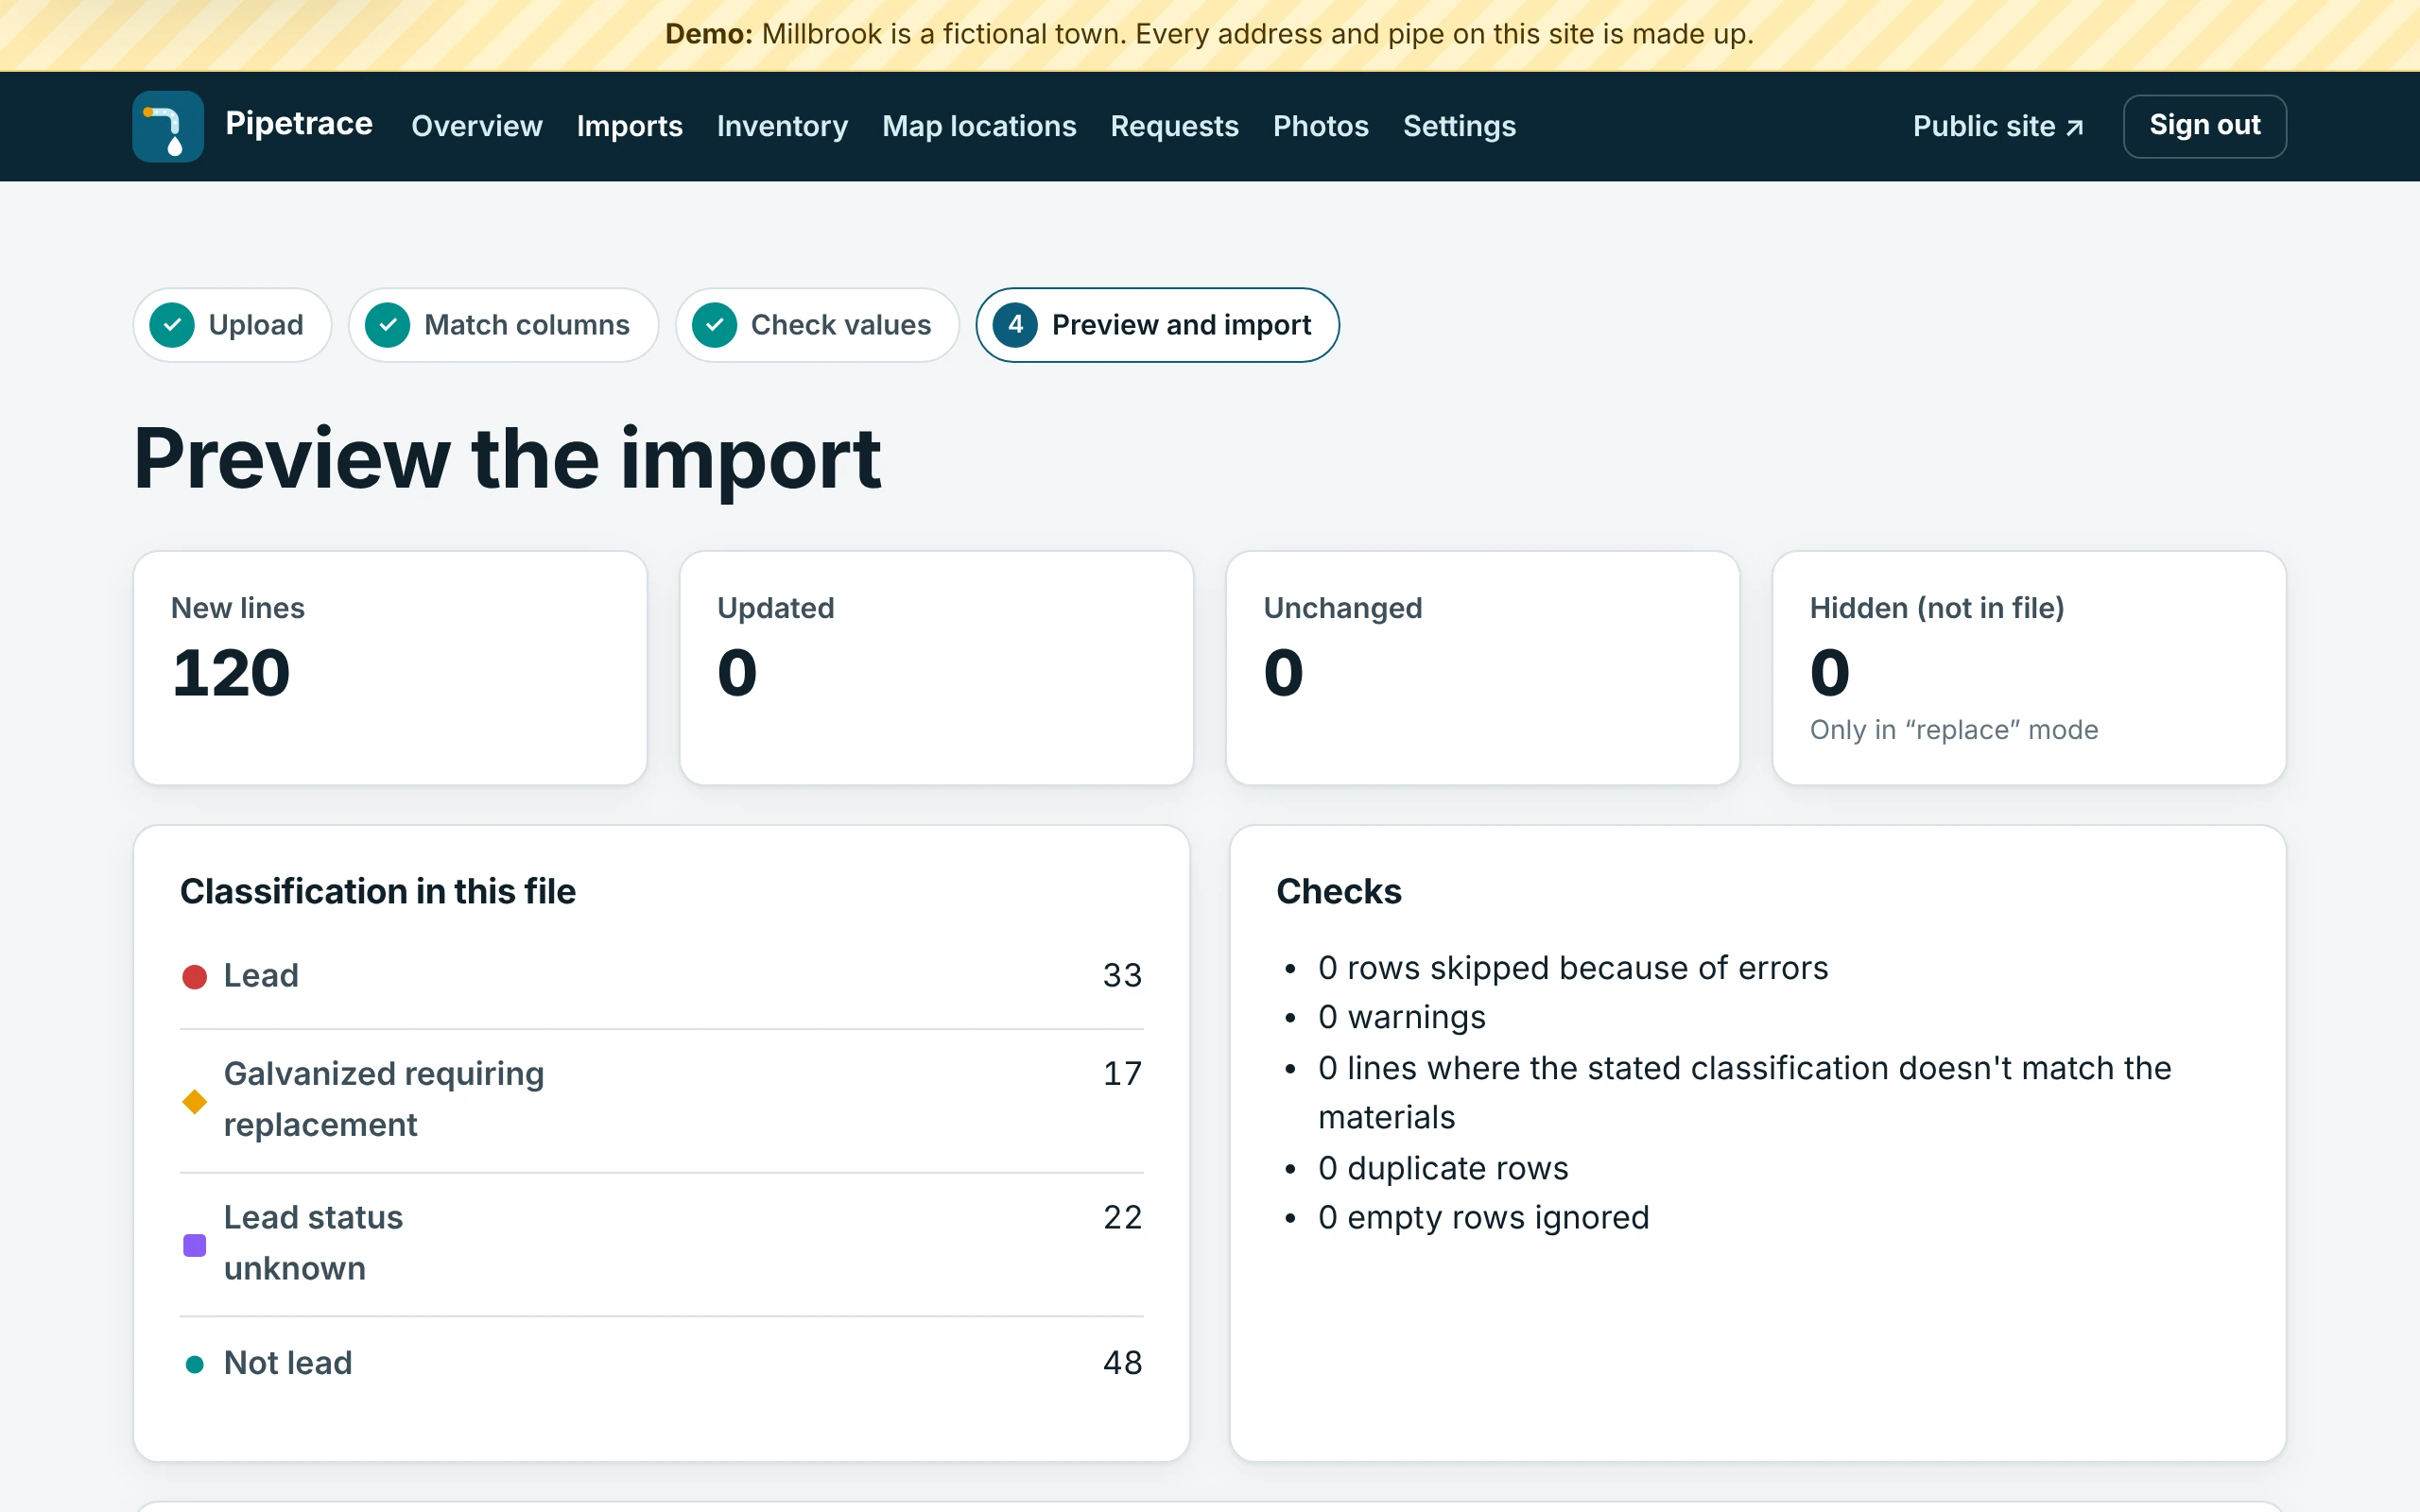 Demo: Millbrook is a fictional town. Every address and pipe on this site is made up.
Pipetrace Overview Imports Inventory Map locations Requests Photos Settings Public site ↗ Sign out
Upload Match columns Check values 4 Preview and import
Preview the import
New lines
120
Updated
0
Unchanged
0
Hidden (not in file)
0
Only in “replace” mode
Classification in this file
Lead 33
Galvanized requiring 17
replacement
Lead status 22
unknown
Not lead 48
Checks
• 0 rows skipped because of errors
• 0 warnings
• 0 lines where the stated classification doesn't match the
materials
• 0 duplicate rows
• 0 empty rows ignored